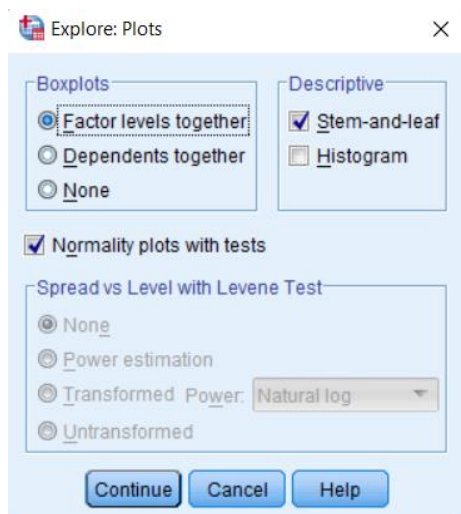 Explore: Plots
Boxplots
Factor levels together
Dependents together
None
Descriptive
Stem-and-leaf
Histogram
Normality plots with tests
Spread vs Level with Levene Test
None
Power estimation
Transformed Power: Natural log
Untransformed
Continue Cancel Help